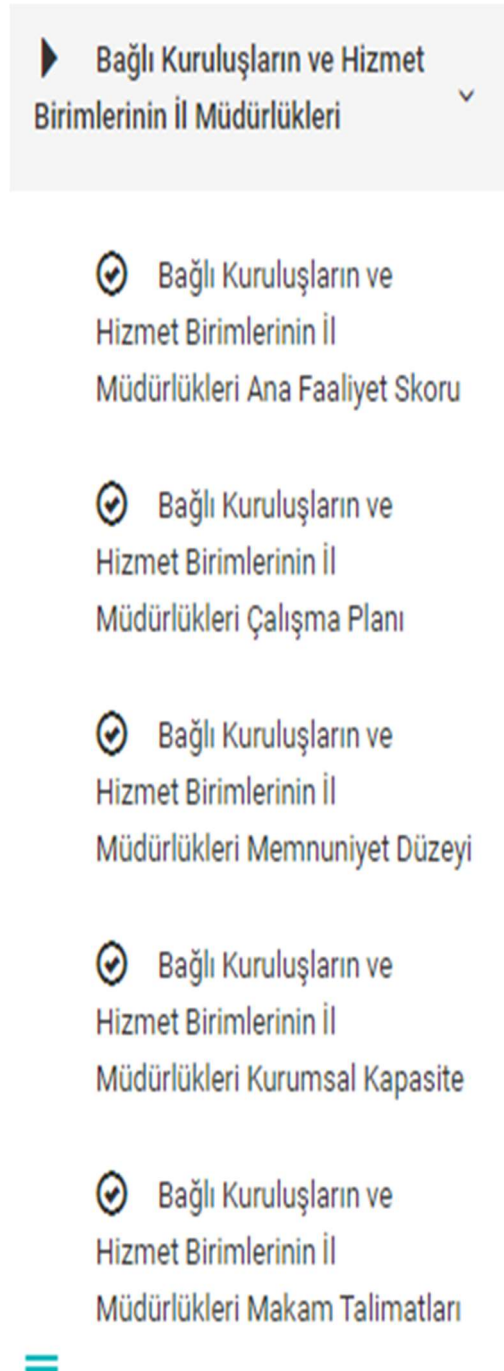 Bağlı Kuruluşların ve Hizmet
Birimlerinin İl Müdürlükleri
Bağlı Kuruluşların ve
Hizmet Birimlerinin İl
Müdürlükleri Ana Faaliyet Skoru
Bağlı Kuruluşların ve
Hizmet Birimlerinin İl
Müdürlükleri Çalışma Planı
Bağlı Kuruluşların ve
Hizmet Birimlerinin İl
Müdürlükleri Memnuniyet Düzeyi
Bağlı Kuruluşların ve
Hizmet Birimlerinin İl
Müdürlükleri Kurumsal Kapasite
Bağlı Kuruluşların ve
Hizmet Birimlerinin İl
Müdürlükleri Makam Talimatları